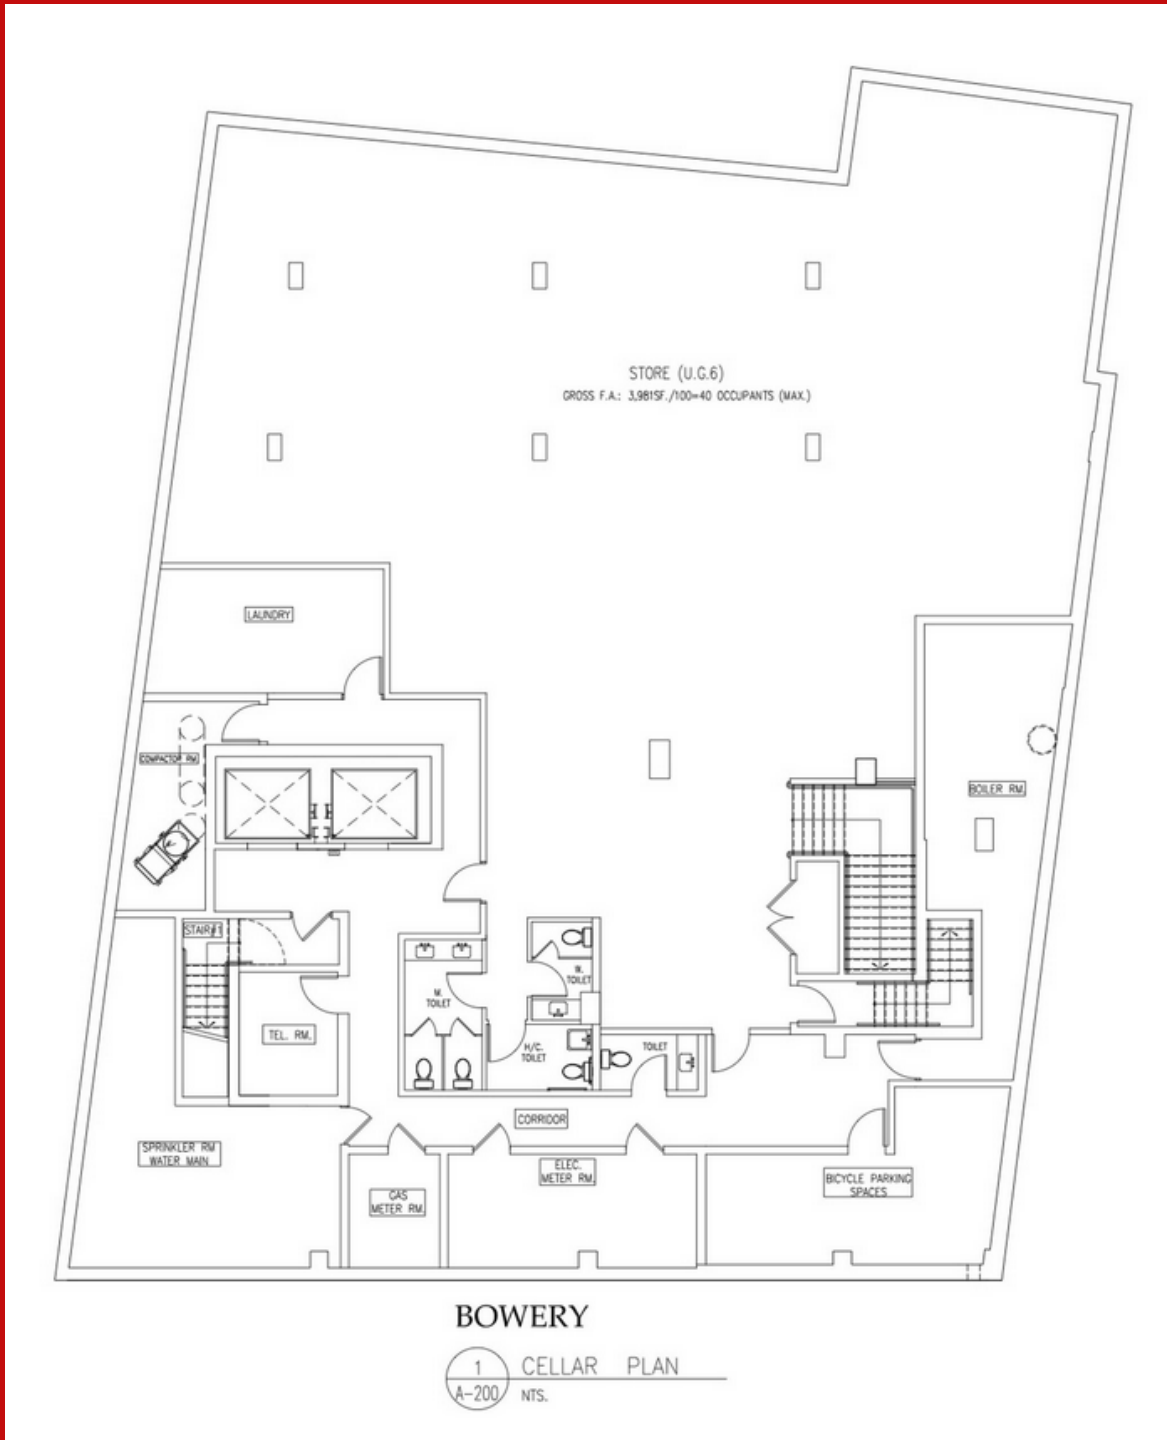 STORE (U.G.6)
GROSS F.A.: 3,981SF./100=40 OCCUPANTS (MAX.)
LAUNDRY
COMPACTOR RM
BOILER RM.
STAIR#1
TEL. RM.
M.
TOILET
W.
TOILET
H/C.
TOILET
TOILET
CORRIDOR
SPRINKLER RM
WATER MAIN
GAS
METER RM.
ELEC.
METER RM.
BICYCLE PARKING
SPACES
BOWERY
1
A-200
CELLAR PLAN
NTS.